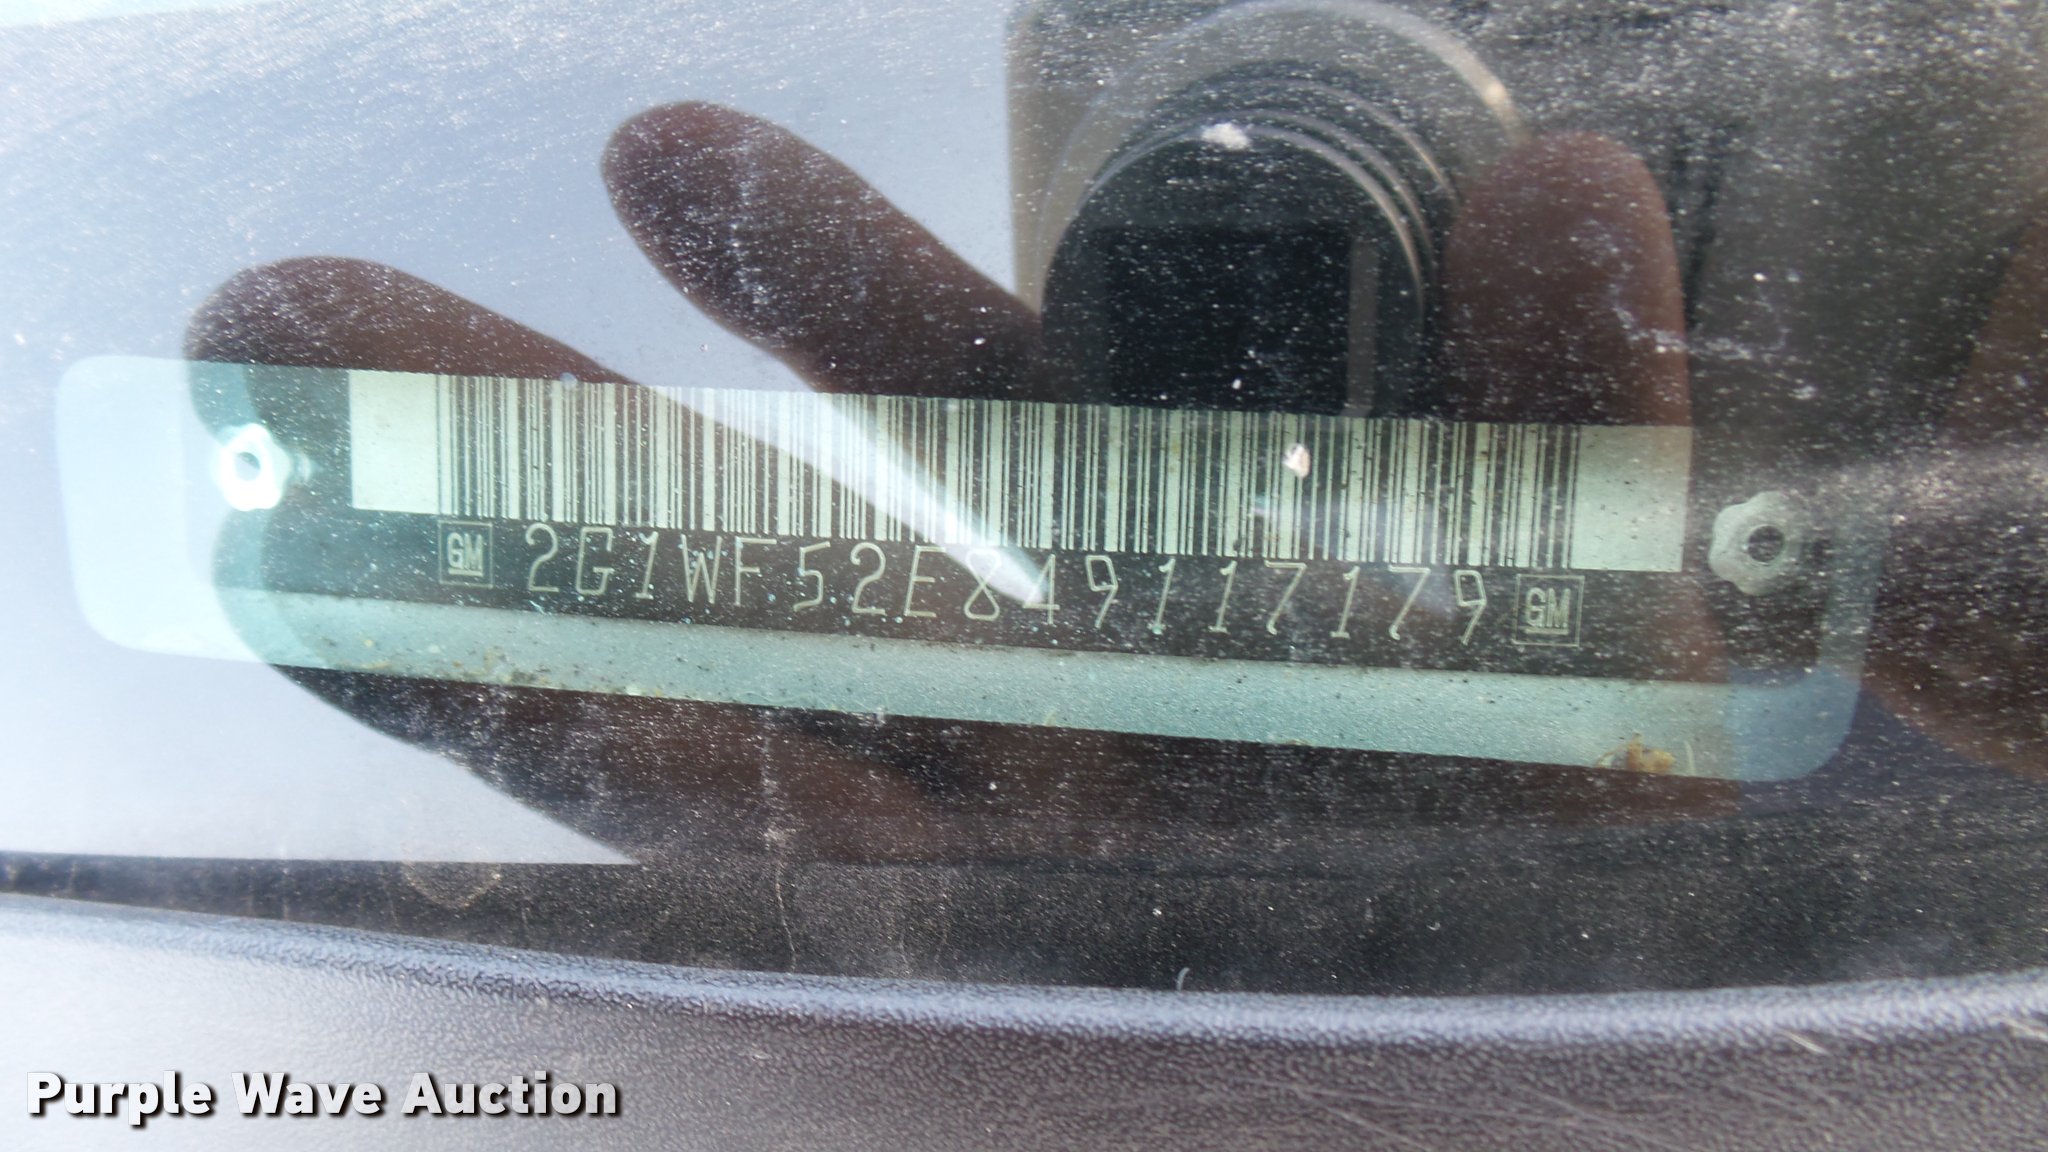 GM 2G1WF52E849117179 GM
Purple Wave Auction